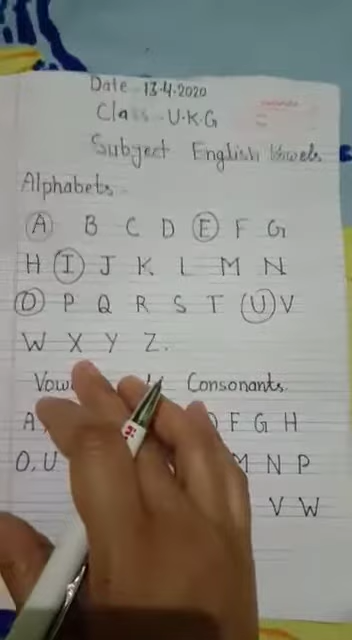 Date 13-4-2020
Class U.K.G
Subject English Vowels
Alphabets
A B C D E F G
H I J K L M N
O P Q R S T U V
W X Y Z.
Consonants.
A, D F G H
O, U M N P
V W